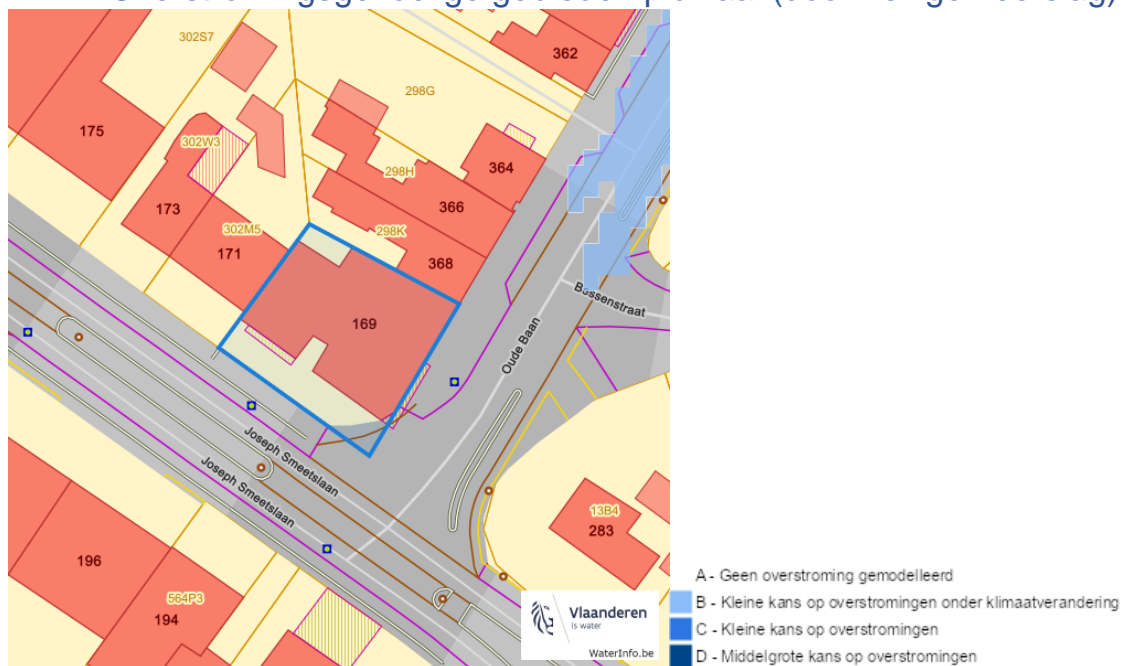 302S7
362
298G
175
302W3
364
298H
173
366
302M5
298K
171
368
169
Bossenstraat
Oude Baan
Joseph Smeetslaan
Joseph Smeetslaan
13B4
283
196
564P3
194
Vlaanderen
is water
WaterInfo.be
A - Geen overstroming gemodelleerd
B - Kleine kans op overstromingen onder klimaatverandering
C - Kleine kans op overstromingen
D - Middelgrote kans op overstromingen